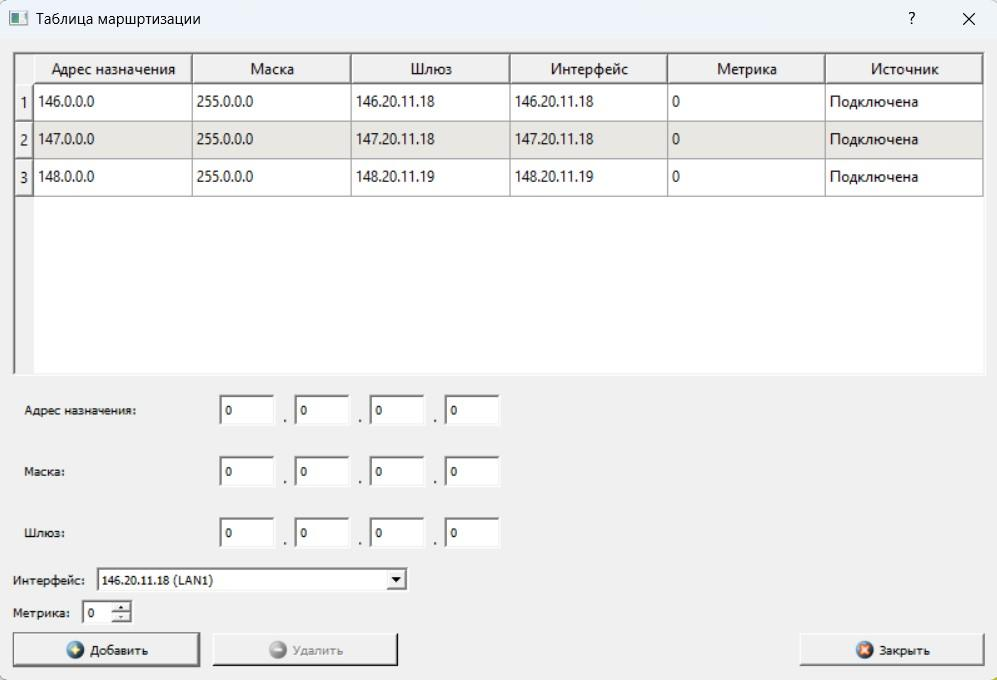 Таблица маршртизации ?
Адрес назначения Маска Шлюз Интерфейс Метрика Источник
1 146.0.0.0 255.0.0.0 146.20.11.18 146.20.11.18 0 Подключена
2 147.0.0.0 255.0.0.0 147.20.11.18 147.20.11.18 0 Подключена
3 148.0.0.0 255.0.0.0 148.20.11.19 148.20.11.19 0 Подключена
Адрес назначения: 0 . 0 . 0 . 0
Маска: 0 . 0 . 0 . 0
Шлюз: 0 . 0 . 0 . 0
Интерфейс: 146.20.11.18 (LAN1)
Метрика: 0
Добавить Удалить Закрыть